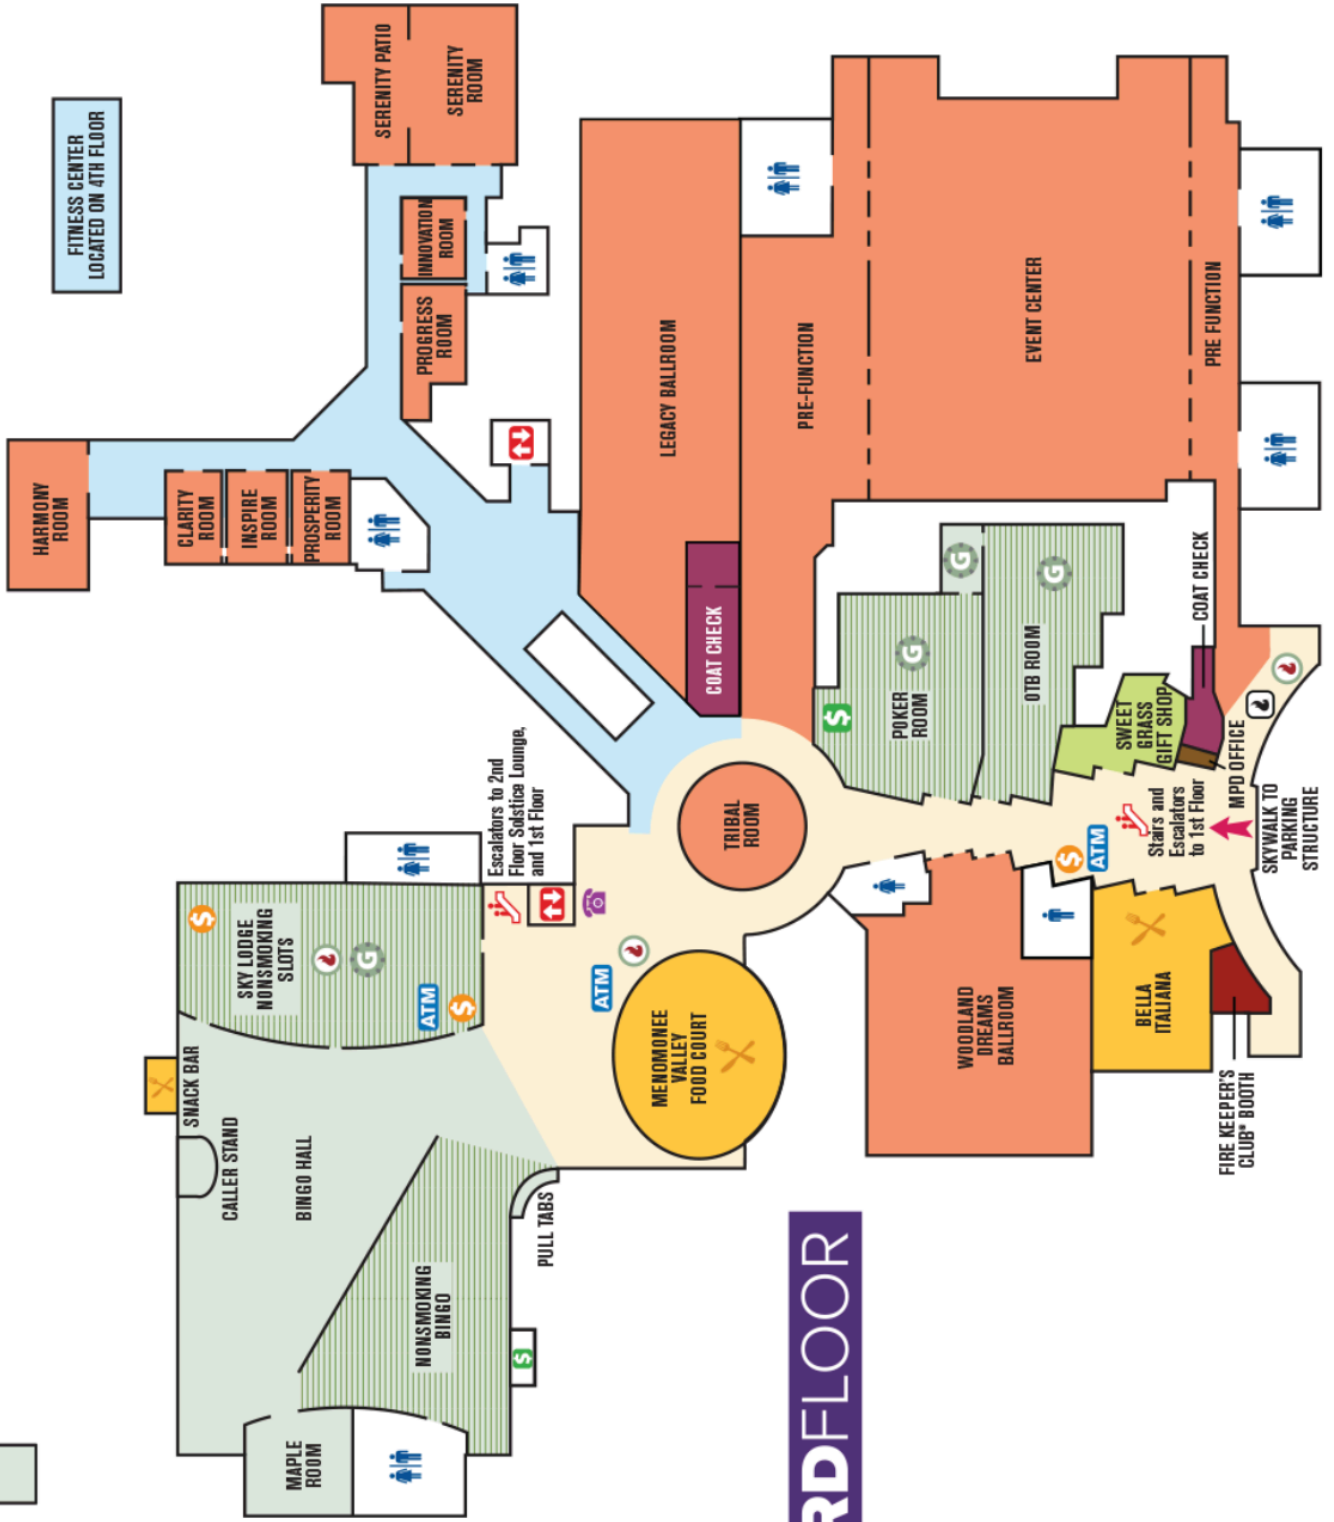 FITNESS CENTER
LOCATED ON 4TH FLOOR
SERENITY PATIO
SERENITY
ROOM
INNOVATION
ROOM
PROGRESS
ROOM
HARMONY
ROOM
CLARITY
ROOM
INSPIRE
ROOM
PROSPERITY
ROOM
LEGACY BALLROOM
PRE-FUNCTION
EVENT CENTER
PRE FUNCTION
COAT CHECK
COAT CHECK
G
G
G
POKER
ROOM
OTB ROOM
$
SWEET
GRASS
GIFT SHOP
MPD OFFICE
SKYWALK TO
PARKING
STRUCTURE
Stairs and
Escalators
to 1st Floor
$
ATM
TRIBAL
ROOM
Escalators to 2nd
Floor Solstice Lounge,
and 1st Floor
SKY LODGE
NONSMOKING
SLOTS
$
G
ATM
$
ATM
MENOMONEE
VALLEY
FOOD COURT
WOODLAND
DREAMS
BALLROOM
BELLA
ITALIANA
FIRE KEEPER'S
CLUB® BOOTH
SNACK BAR
CALLER STAND
BINGO HALL
PULL TABS
NONSMOKING
BINGO
$
MAPLE
ROOM
RDFLOOR